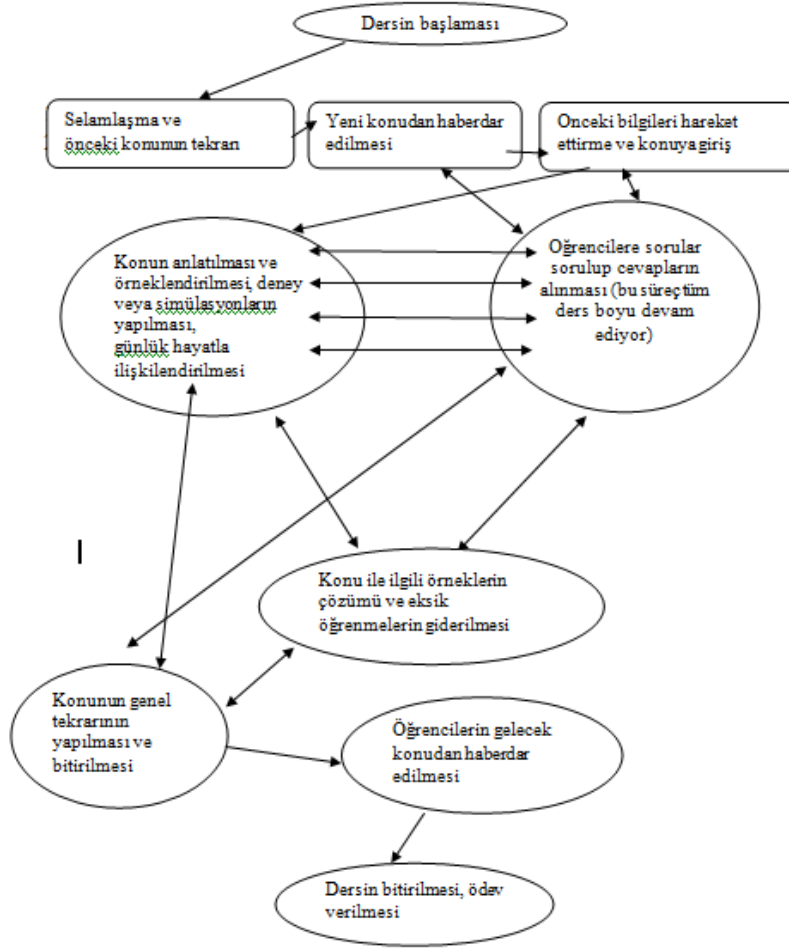 Dersin başlaması
Selamlaşma ve
önceki konunun tekrarı
Yeni konudan haberdar
edilmesi
Önceki bilgileri hareket
ettirme ve konuya giriş
Konun anlatılması ve
örneklendirilmesi, deney
veya simülasyonların
yapılması,
günlük hayatla
ilişkilendirilmesi
Öğrencilere sorular
sorulup cevapların
alınması (bu süreçtüm
ders boyu devam
ediyor)
Konu ile ilgili örneklerin
çözümü ve eksik
öğrenmelerin giderilmesi
Konunun genel
tekrarının
yapılması ve
bitirilmesi
Öğrencilerin gelecek
konudan haberdar
edilmesi
Dersin bitirilmesi, ödev
verilmesi